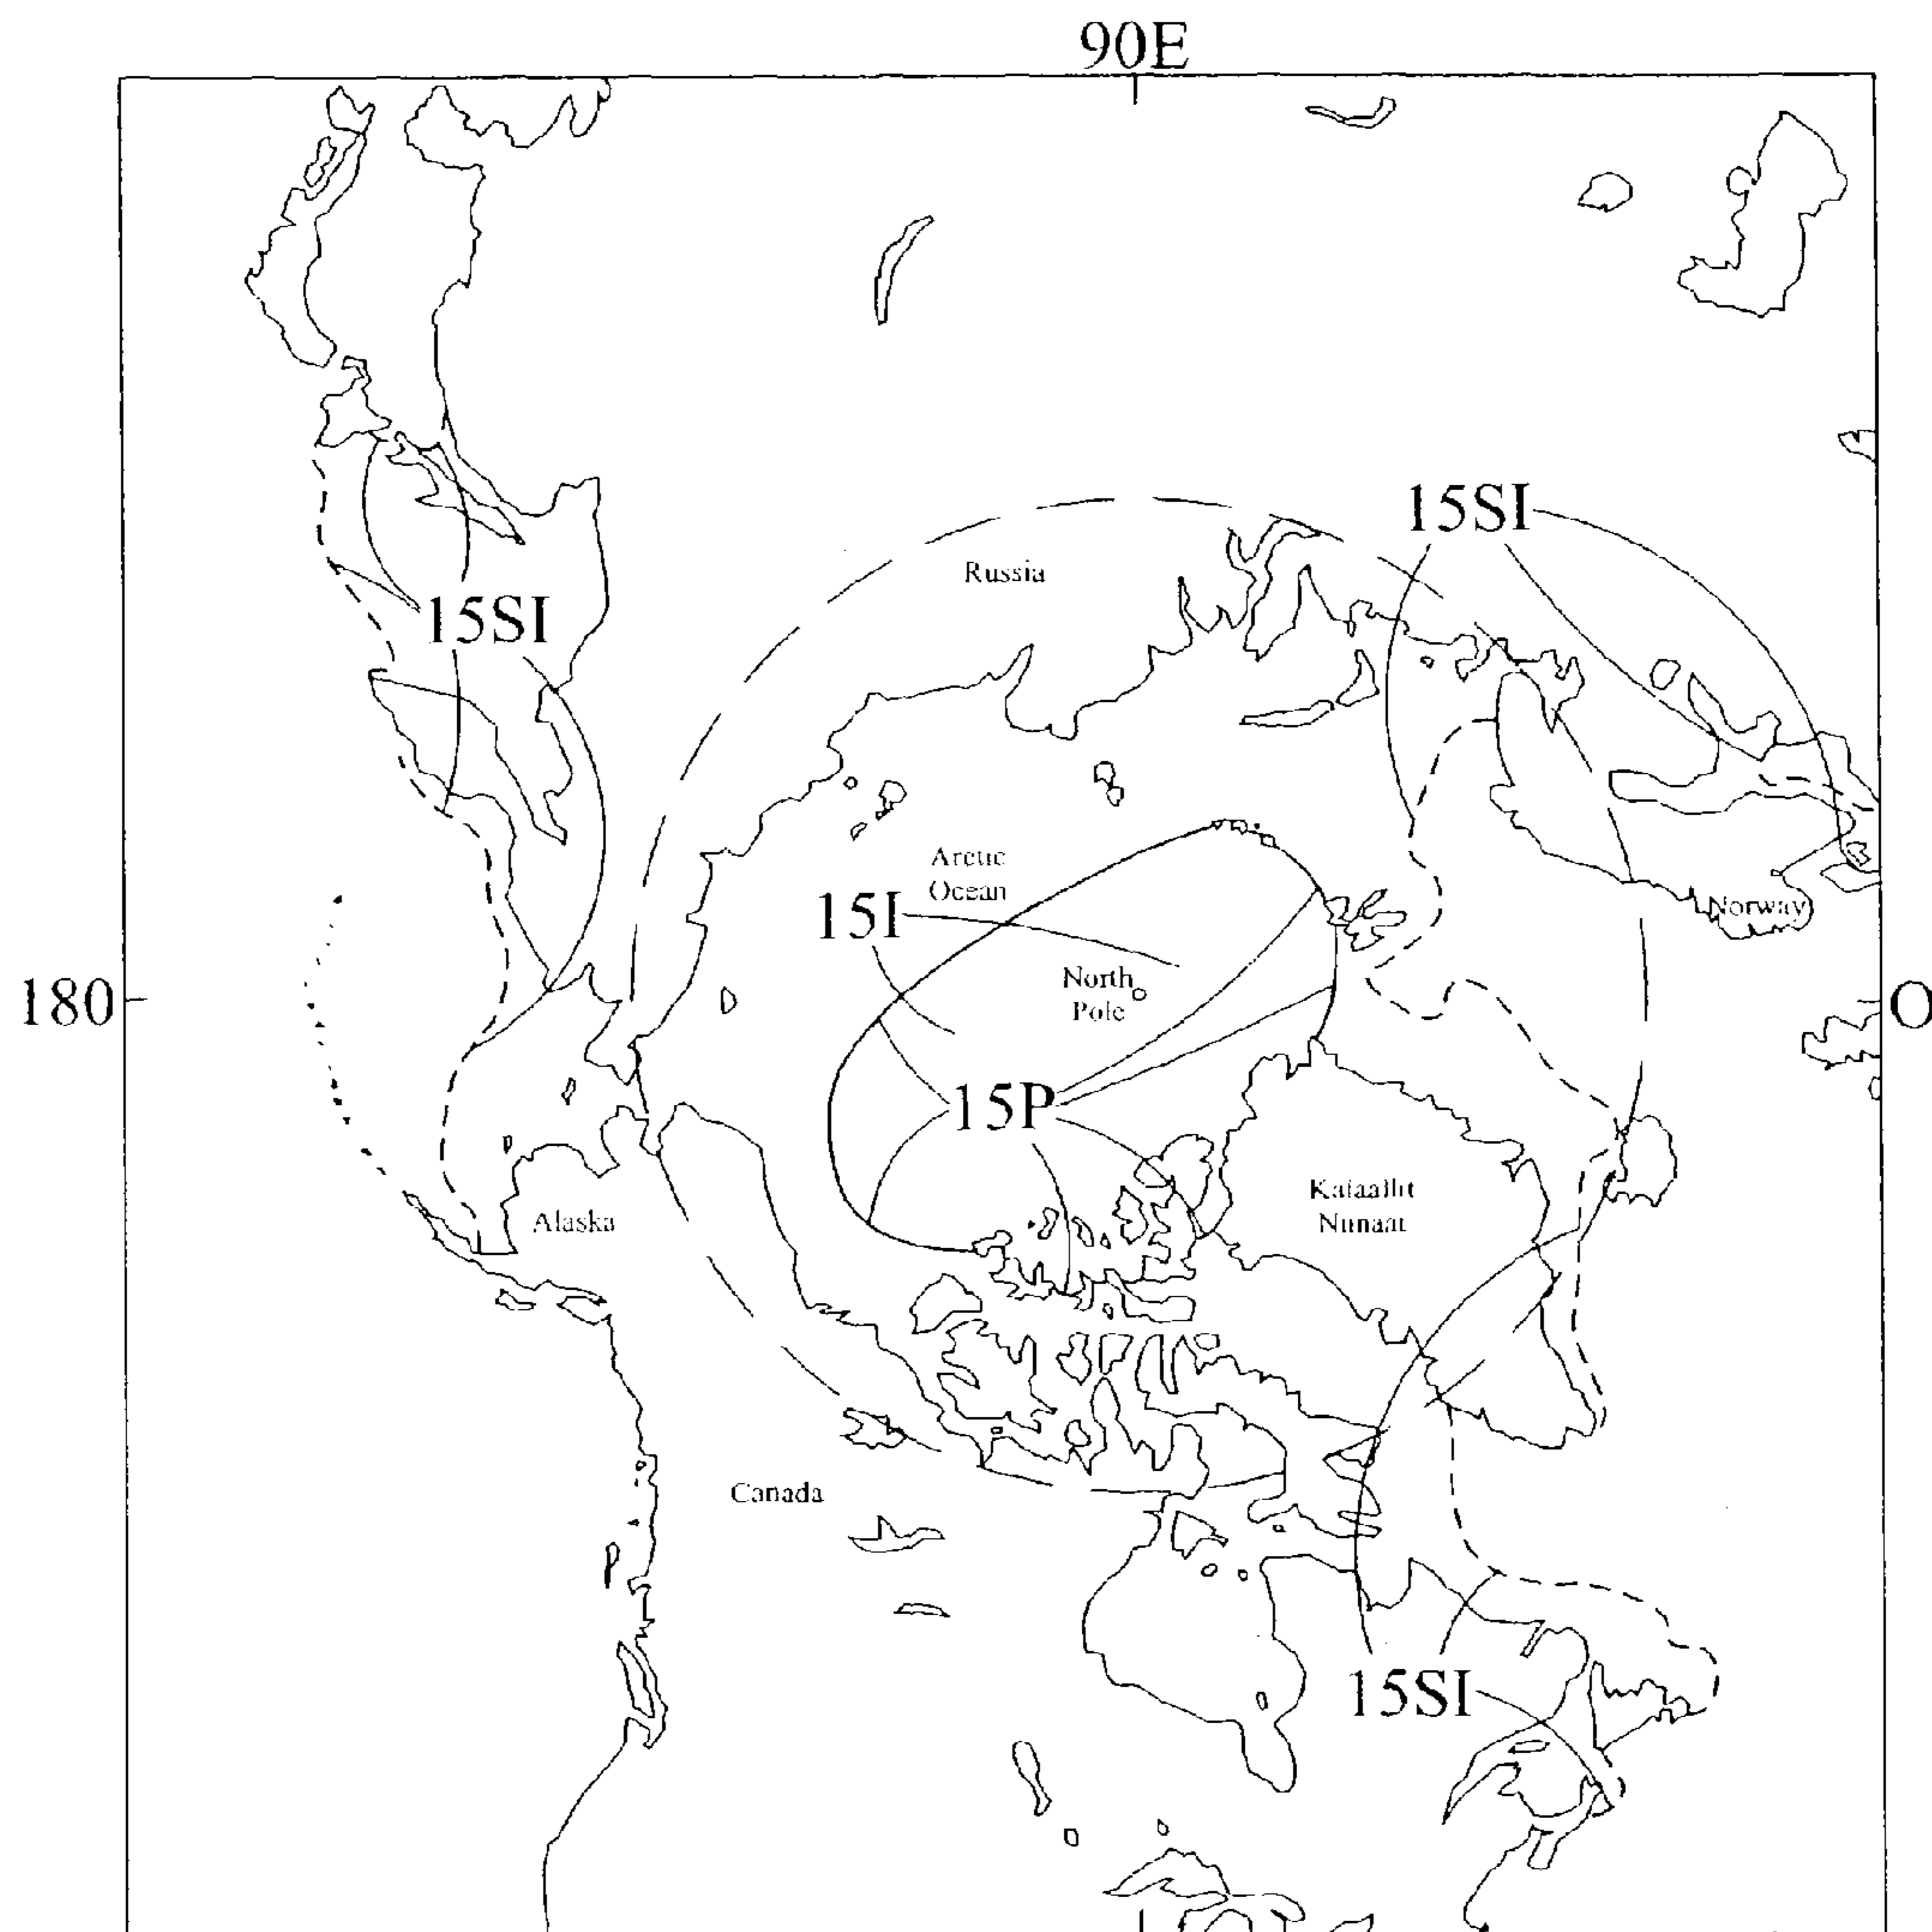 90E
15SI
Russia
15SI
Arctic
Ocean
15I
Norway
North
Pole
180
O
15P
Kalaallit
Nunaat
Alaska
Canada
15SI